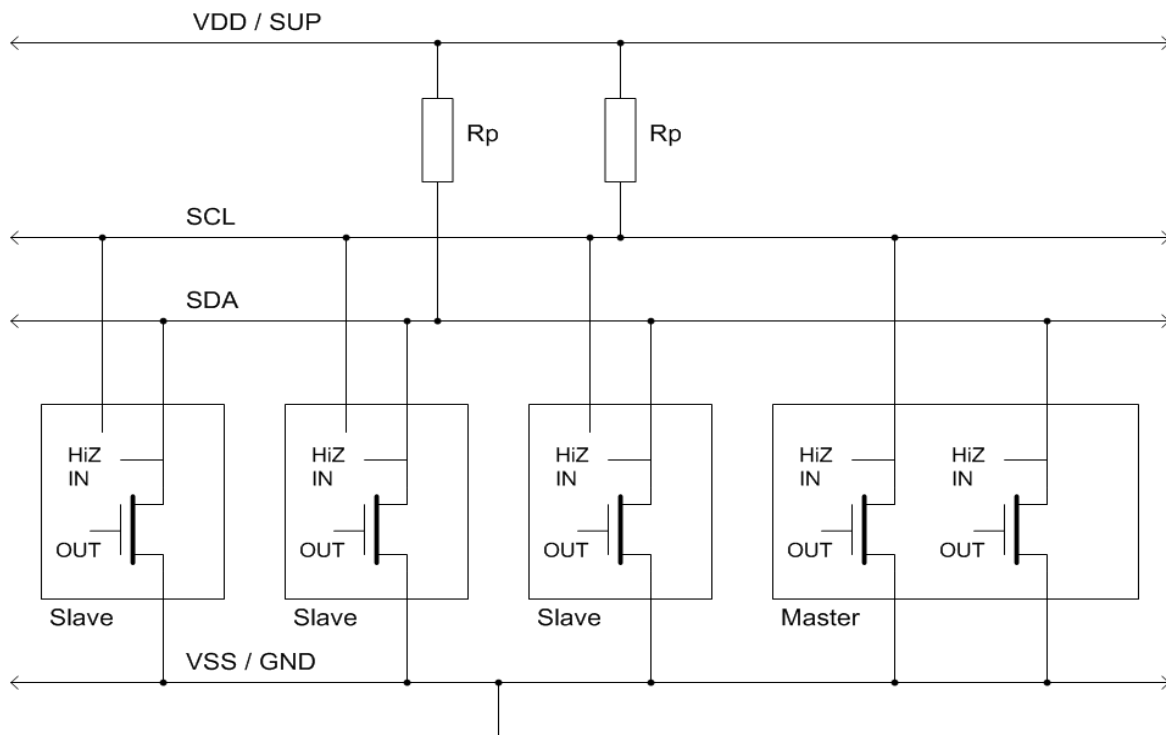 VDD / SUP
Rp
Rp
SCL
SDA
HiZ
IN
OUT
Slave
HiZ
IN
OUT
Slave
HiZ
IN
OUT
Slave
HiZ
IN
OUT
HiZ
IN
OUT
Master
VSS / GND